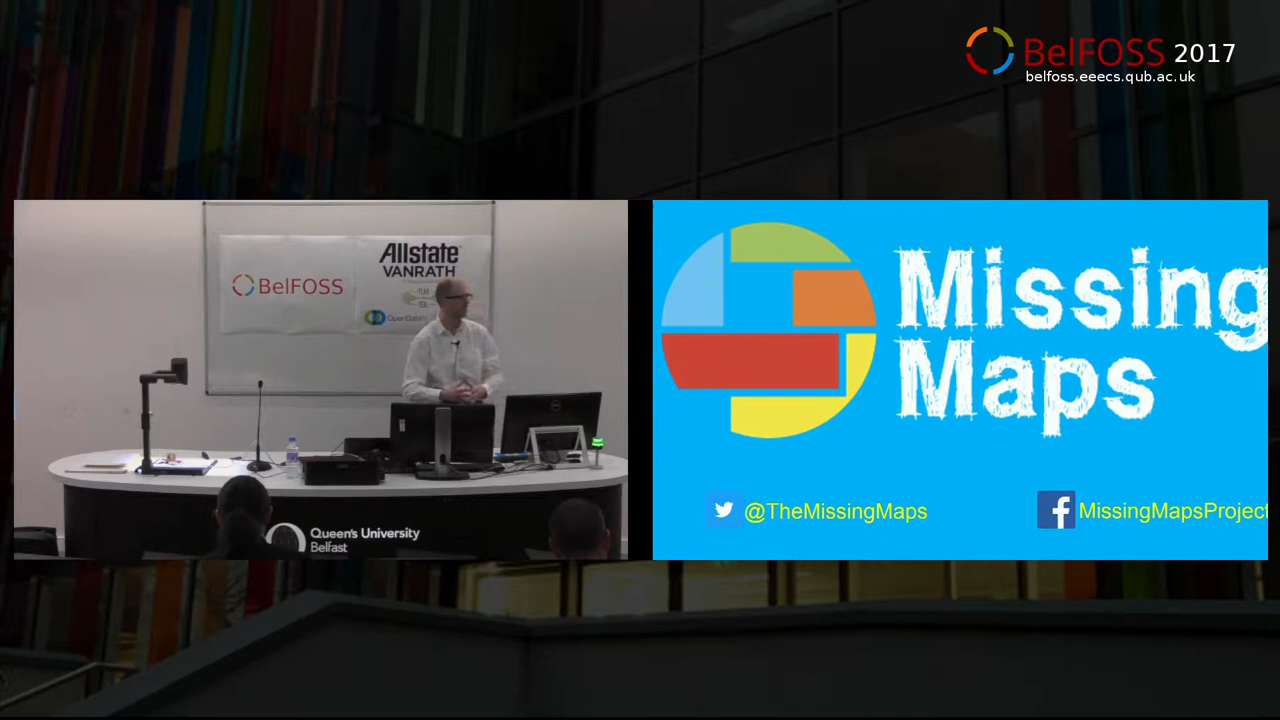 BelFOSS 2017
belfoss.eeecs.qub.ac.uk
Allstate
VANRATH
BelFOSS
Queen's University
Belfast
Missing
Maps
@TheMissingMaps
MissingMapsProject